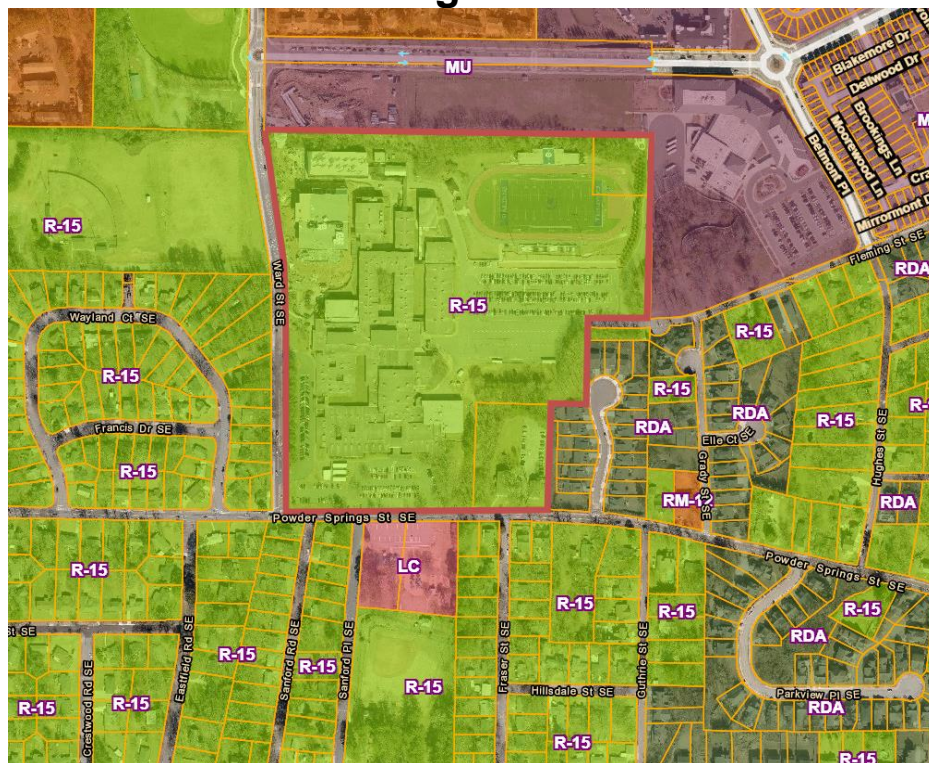 MU
Blakemore Dr
Dellwood Dr
Brookings Ln
Moorewood Ln
Belmont Pl
Mirrormont D
Fleming St SE
RDA
R-15
Ward St SE
R-15
R-15
Wayland Ct SE
R-15
R-15
RDA
RDA
R-15
Francis Dr SE
Elle Ct SE
Grady St SE
Hughes St SE
R-15
RM-12
RDA
Powder Springs St SE
Powder Springs St SE
R-15
LC
R-15
R-15
R-15
RDA
St SE
Eastfield Rd SE
Sanford Rd SE
Sanford Pl SE
Fraser St SE
Guthrie St SE
R-15
R-15
R-15
Hillsdale St SE
Parkview Pl SE
RDA
R-15
R-15
Crestwood Rd SE
R-15
R-15